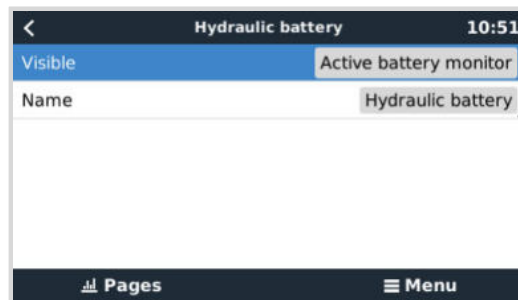 Hydraulic battery 10:51
Visible Active battery monitor
Name Hydraulic battery
Pages Menu